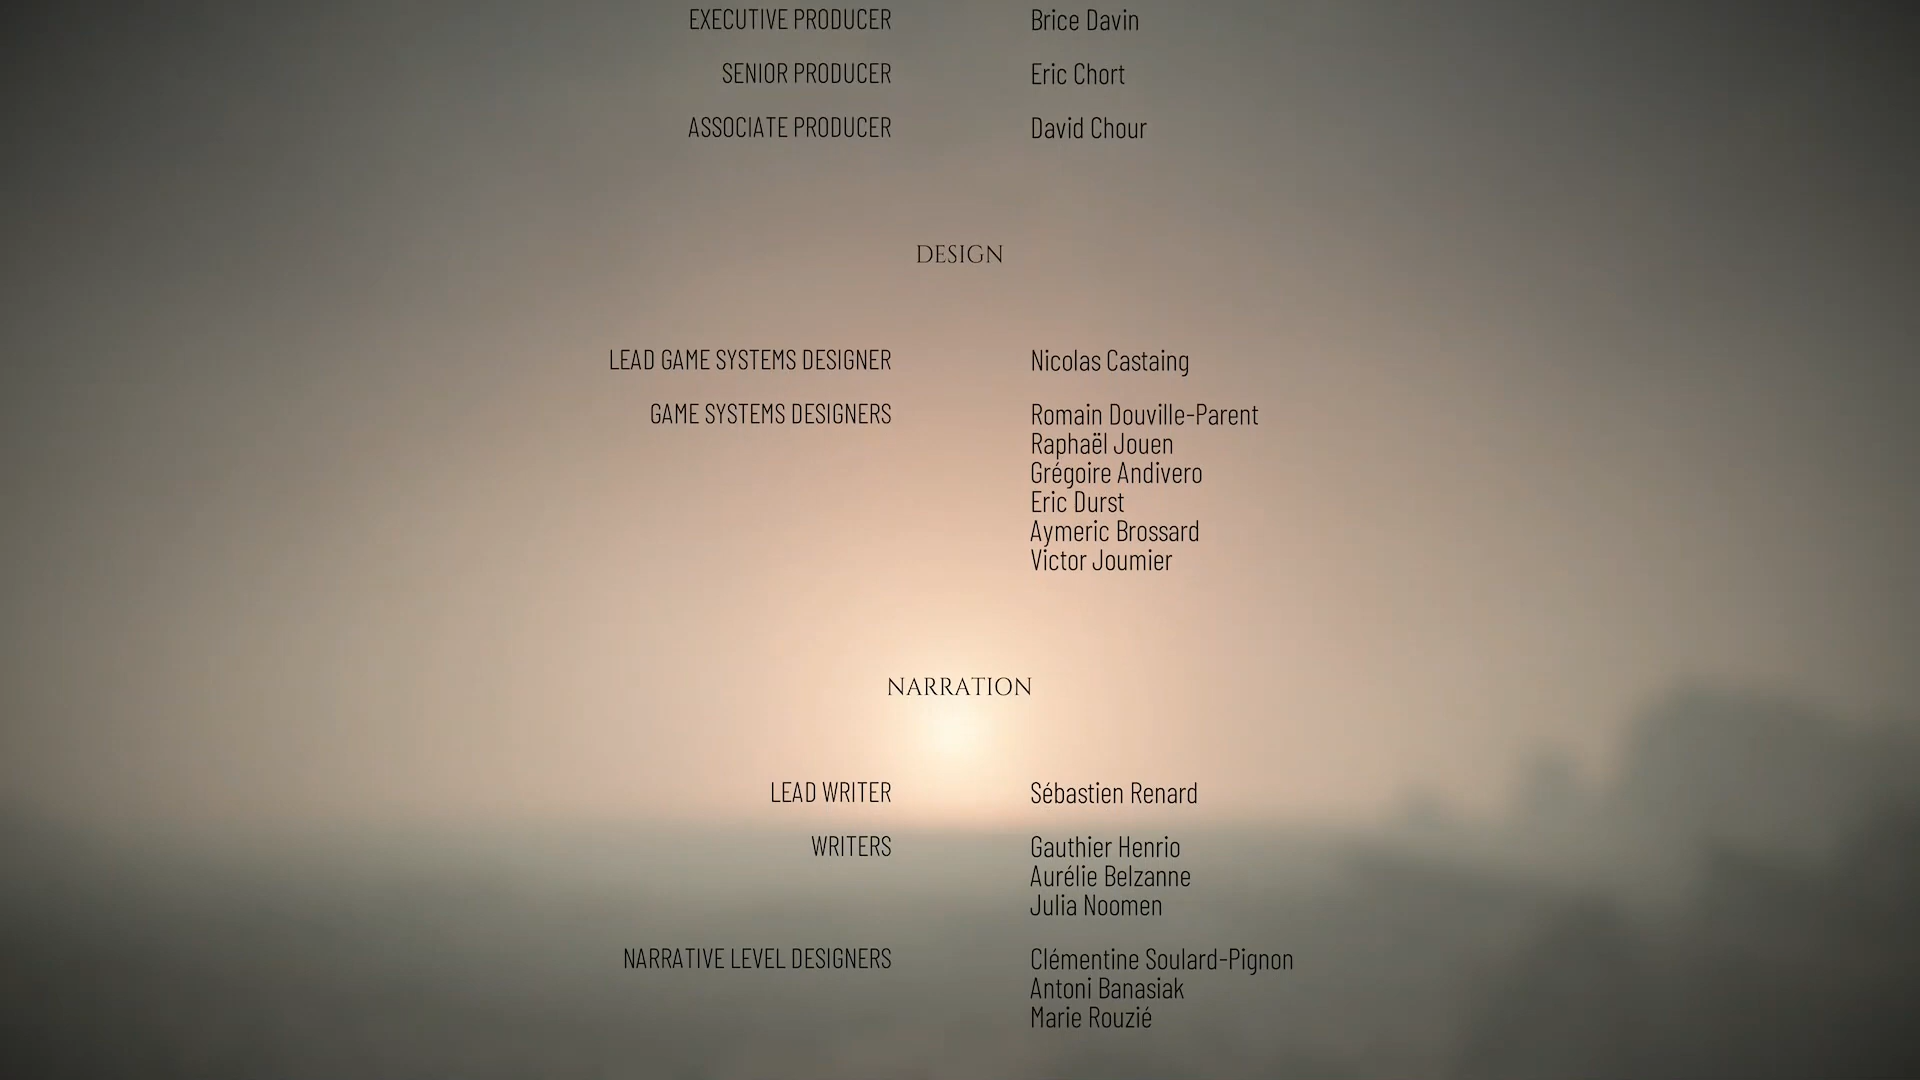 EXECUTIVE PRODUCER Brice Davin
SENIOR PRODUCER Eric Chort
ASSOCIATE PRODUCER David Chour
DESIGN
LEAD GAME SYSTEMS DESIGNER Nicolas Castaing
GAME SYSTEMS DESIGNERS Romain Douville-Parent
Raphaël Jouen
Grégoire Andivero
Eric Durst
Aymeric Brossard
Victor Joumier
NARRATION
LEAD WRITER Sébastien Renard
WRITERS Gauthier Henrio
Aurélie Belzanne
Julia Noomen
NARRATIVE LEVEL DESIGNERS Clémentine Soulard-Pignon
Antoni Banasiak
Marie Rouzié